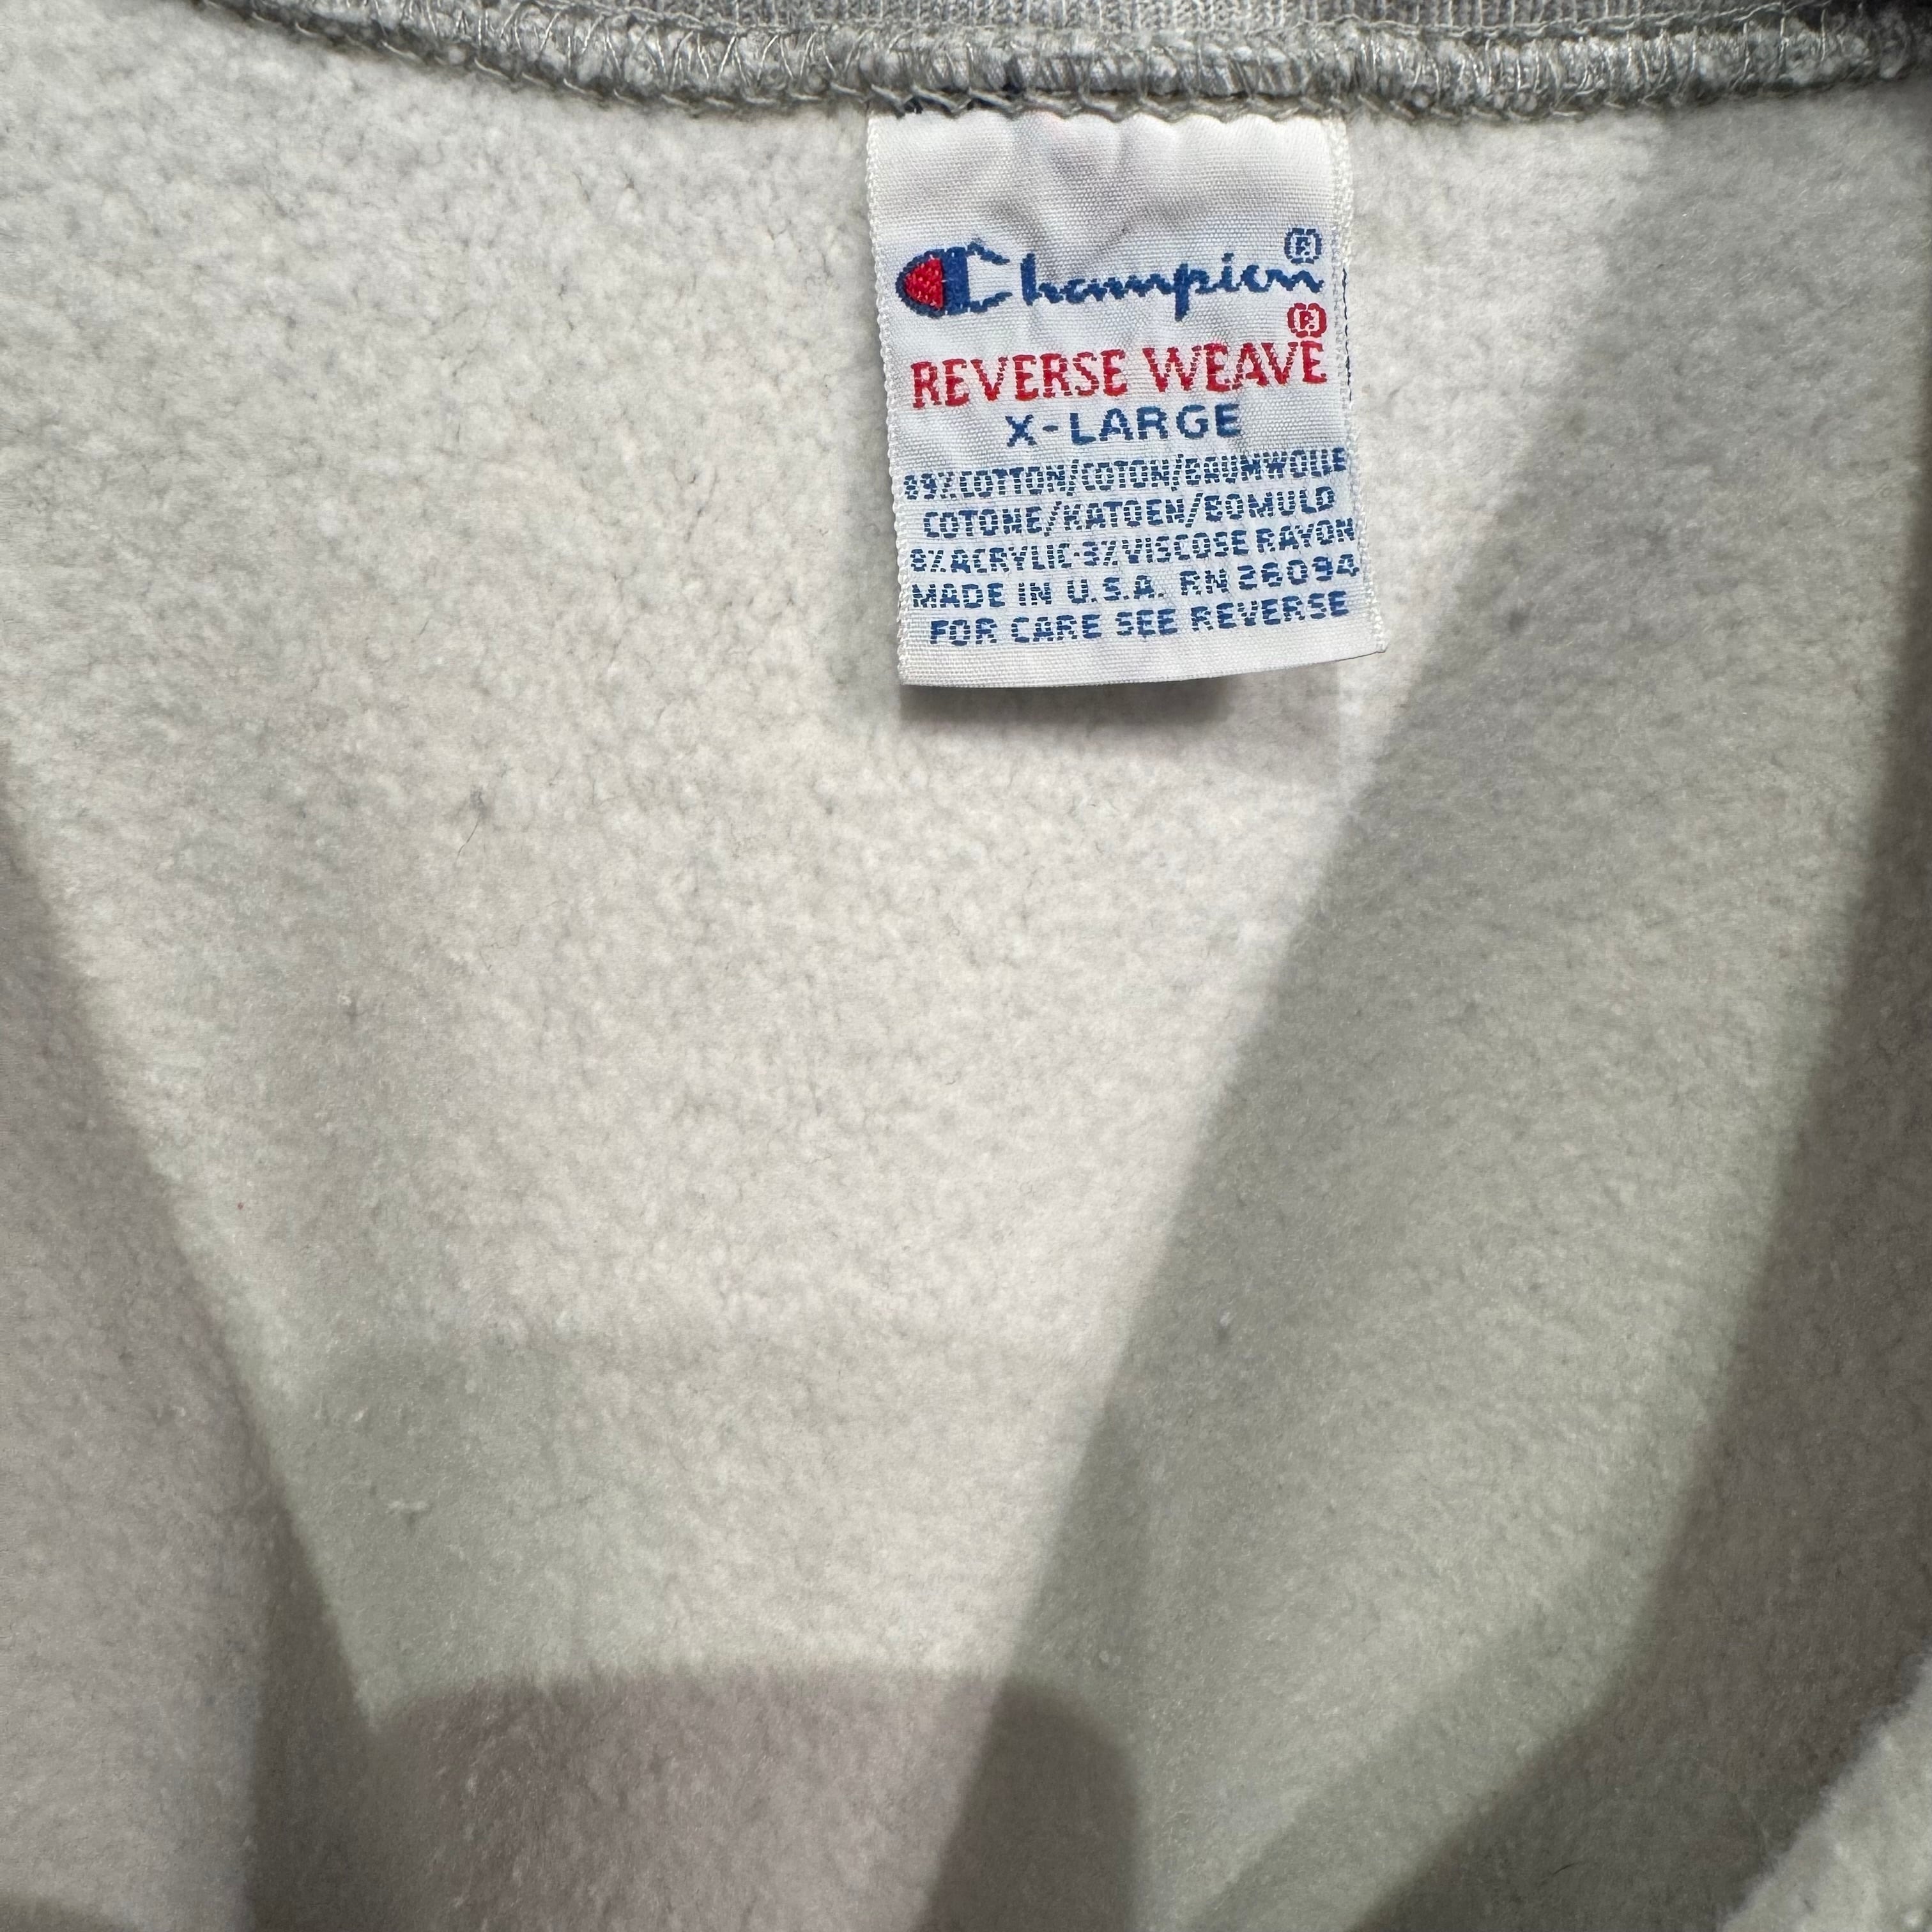 Champion®
REVERSE WEAVE®
X-LARGE
89% COTTON/COTON/BAUMWOLLE
COTONE/KATOEN/BOMULD
8% ACRYLIC-3% VISCOSE RAYON
MADE IN U.S.A. RN 26094
FOR CARE SEE REVERSE